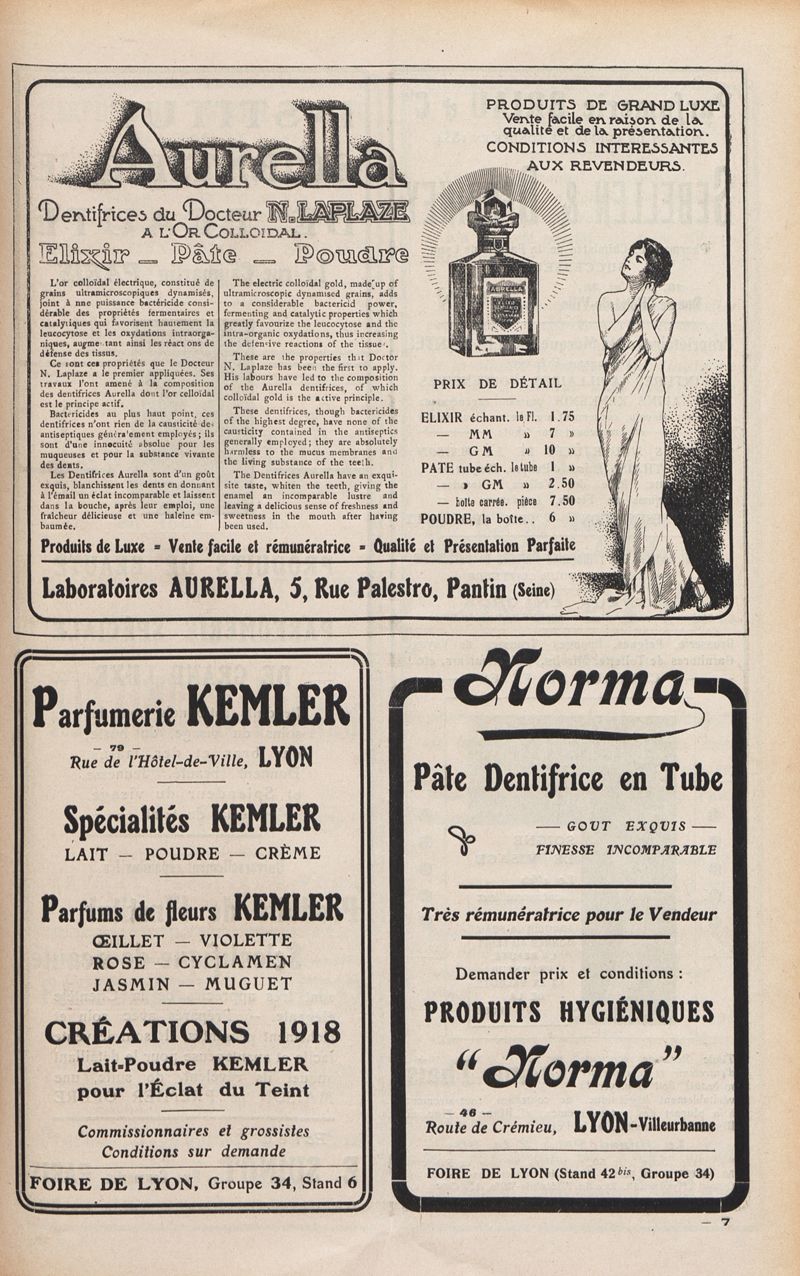 Aurella
Dentifrices du Docteur N. LAPLAZE
A L'OR COLLOIDAL.
Elixir — Pâte — Poudre
PRODUITS DE GRAND LUXE
Vente facile en raison de la
qualité et de la présentation.
CONDITIONS INTERESSANTES
AUX REVENDEURS.
L'or colloïdal électrique, constitué de
grains ultramicroscopiques dynamisés,
joint à une puissance bactéricide consi-
dérable des propriétés fermentaires et
catalytiques qui favorisent hautement la
leucocytose et les oxydations intraorga-
niques, augmentant ainsi les réact ons de
défense des tissus.
Ce sont ces propriétés que le Docteur
N. Laplaze a le premier appliquées. Ses
travaux l'ont amené à la composition
des dentifrices Aurella dont l'or colloïdal
est le principe actif.
Bactéricides au plus haut point, ces
dentifrices n'ont rien de la causticité des
antiseptiques généralement employés ; ils
sont d'une innocuité absolue pour les
muqueuses et pour la substance vivante
des dents.
Les Dentifrices Aurella sont d'un goût
exquis, blanchissent les dents en donnant
à l'émail un éclat incomparable et laissent
dans la bouche, après leur emploi, une
fraîcheur délicieuse et une haleine em-
baumée.
The electric colloidal gold, made up of
ultramicroscopic dynamised grains, adds
to a considerable bactericid power,
fermenting and catalytic properties which
greatly favourize the leucocytose and the
intra-organic oxydations, thus increasing
the defensive reactions of the tissues.
These are the properties that Doctor
N. Laplaze has been the first to apply.
His labours have led to the composition
of the Aurella dentifrices, of which
colloïdal gold is the active principle.
These dentifrices, though bactericides
of the highest degree, have none of the
causticity contained in the antiseptics
generally employed ; they are absolutely
harmless to the mucus membranes and
the living substance of the teeth.
The Dentifrices Aurella have an exqui-
site taste, whiten the teeth, giving the
enamel an incomparable lustre and
leaving a delicious sense of freshness and
sweetness in the mouth after having
been used.
AURELLA
PRIX DE DÉTAIL
ELIXIR échant. le Fl. 1.75
— MM » 7 »
— GM » 10 »
PATE tube éch. le tube 1 »
— » GM » 2.50
— boîte carrée. pièce 7.50
POUDRE, la boîte.. 6 »
Produits de Luxe - Vente facile et rémunératrice - Qualité et Présentation Parfaite
Laboratoires AURELLA, 5, Rue Palestro, Pantin (Seine)
Parfumerie KEMLER
— 79 —
Rue de l'Hôtel-de-Ville, LYON
Spécialités KEMLER
LAIT — POUDRE — CRÈME
Parfums de fleurs KEMLER
ŒILLET — VIOLETTE
ROSE — CYCLAMEN
JASMIN — MUGUET
CRÉATIONS 1918
Lait-Poudre KEMLER
pour l'Éclat du Teint
Commissionnaires et grossistes
Conditions sur demande
FOIRE DE LYON, Groupe 34, Stand 6
Norma
Pâte Dentifrice en Tube
— GOUT EXQUIS —
FINESSE INCOMPARABLE
Très rémunératrice pour le Vendeur
Demander prix et conditions :
PRODUITS HYGIÉNIQUES
“Norma”
— 46 —
Route de Crémieu, LYON-Villeurbanne
FOIRE DE LYON (Stand 42 bis, Groupe 34)
— 7